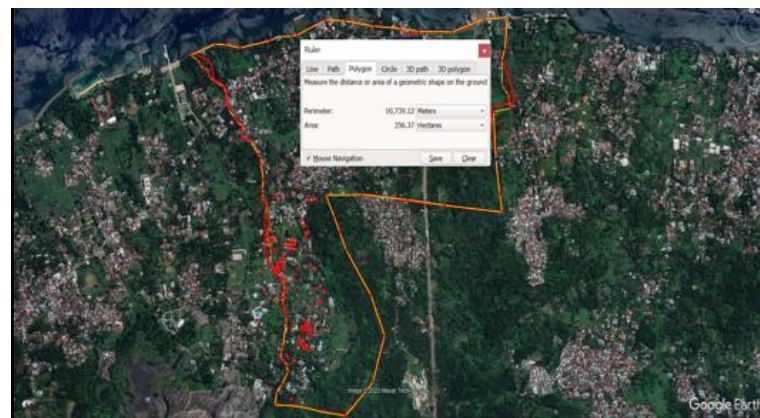 Ruler
Line Path Polygon Circle 3D path 3D polygon
Measure the distance or area of a geometric shape on the ground
Perimeter: 10,739.12 Meters
Area: 356.37 Hectares
Mouse Navigation Save Clear
Google Earth